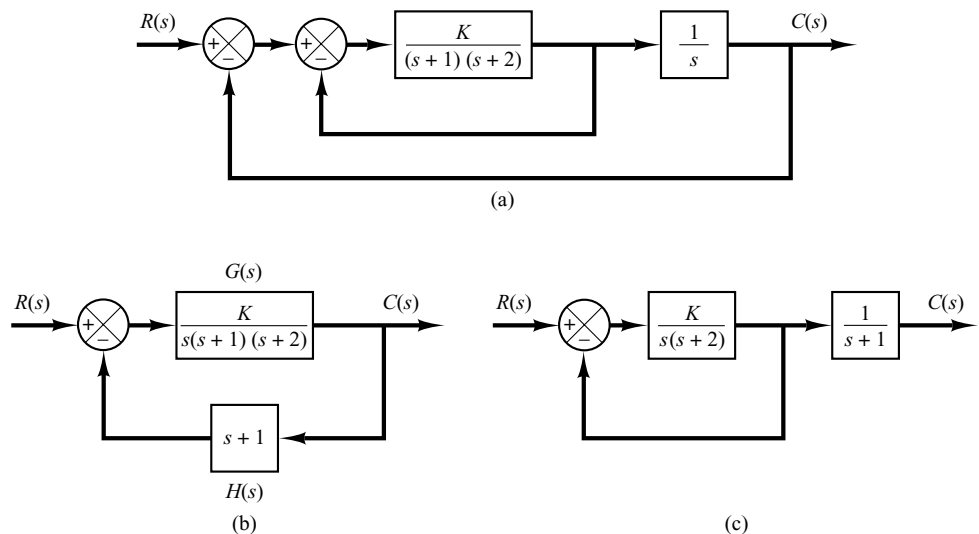 R(s)
+
−
+
−
K
(s + 1) (s + 2)
1
s
C(s)
(a)
G(s)
R(s)
+
−
K
s(s + 1) (s + 2)
C(s)
s + 1
H(s)
(b)
R(s)
+
−
K
s(s + 2)
1
s + 1
C(s)
(c)